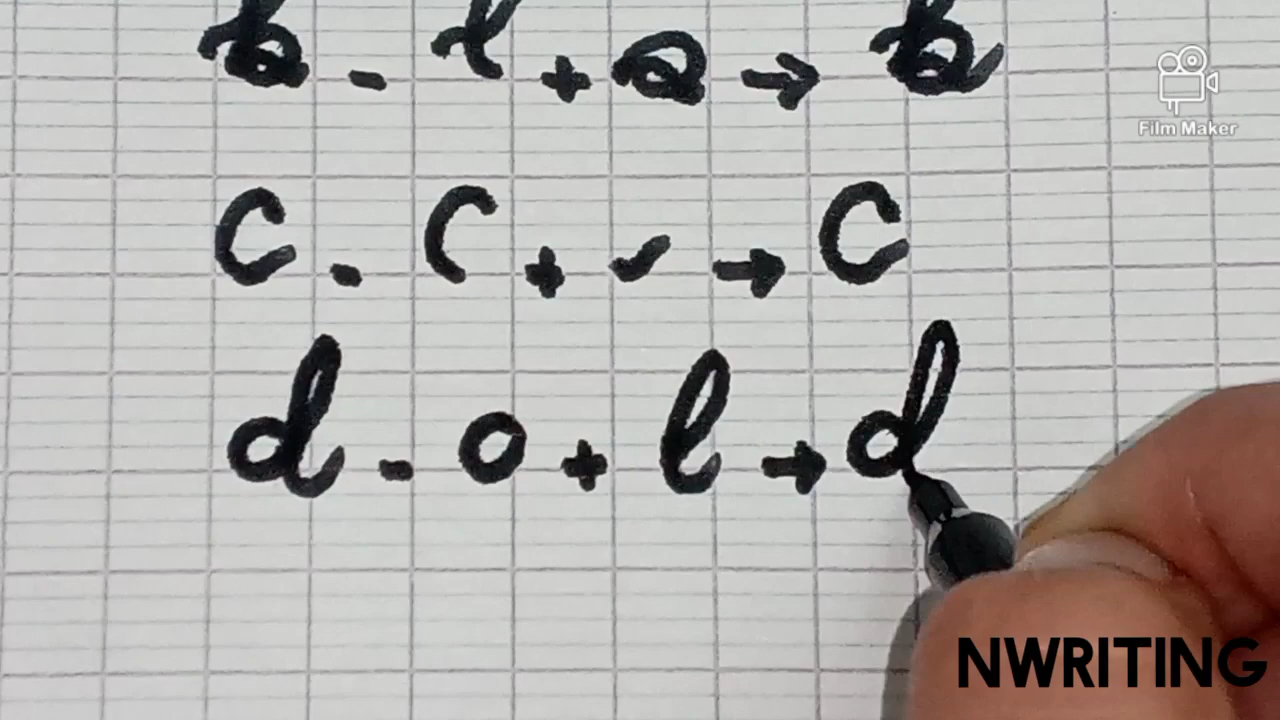 b - l + a → b
Film Maker
c - c + → c
d - o + l → d
NWRITING